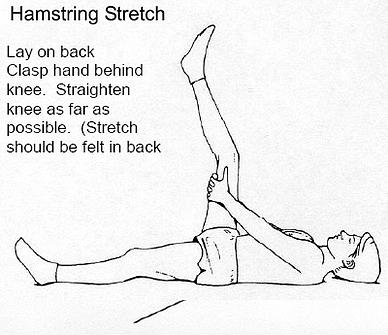 Hamstring Stretch
Lay on back
Clasp hand behind
knee.  Straighten
knee as far as
possible.  (Stretch
should be felt in back